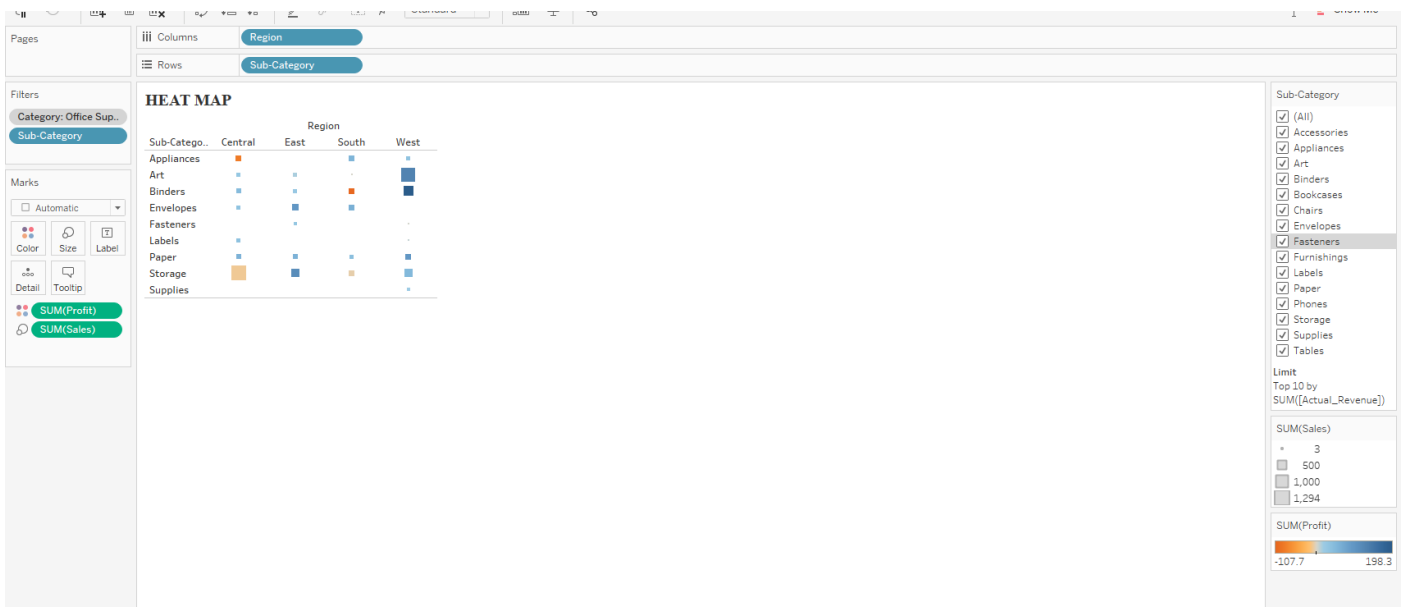 Pages
Columns
Region
Rows
Sub-Category
Filters
Category: Office Sup..
Sub-Category
Marks
Automatic
Color Size Label
Detail Tooltip
SUM(Profit)
SUM(Sales)
HEAT MAP
Region
Sub-Catego.. Central East South West
Appliances
Art
Binders
Envelopes
Fasteners
Labels
Paper
Storage
Supplies
Sub-Category
(All)
Accessories
Appliances
Art
Binders
Bookcases
Chairs
Envelopes
Fasteners
Furnishings
Labels
Paper
Phones
Storage
Supplies
Tables
Limit
Top 10 by
SUM([Actual_Revenue])
SUM(Sales)
3
500
1,000
1,294
SUM(Profit)
-107.7 198.3